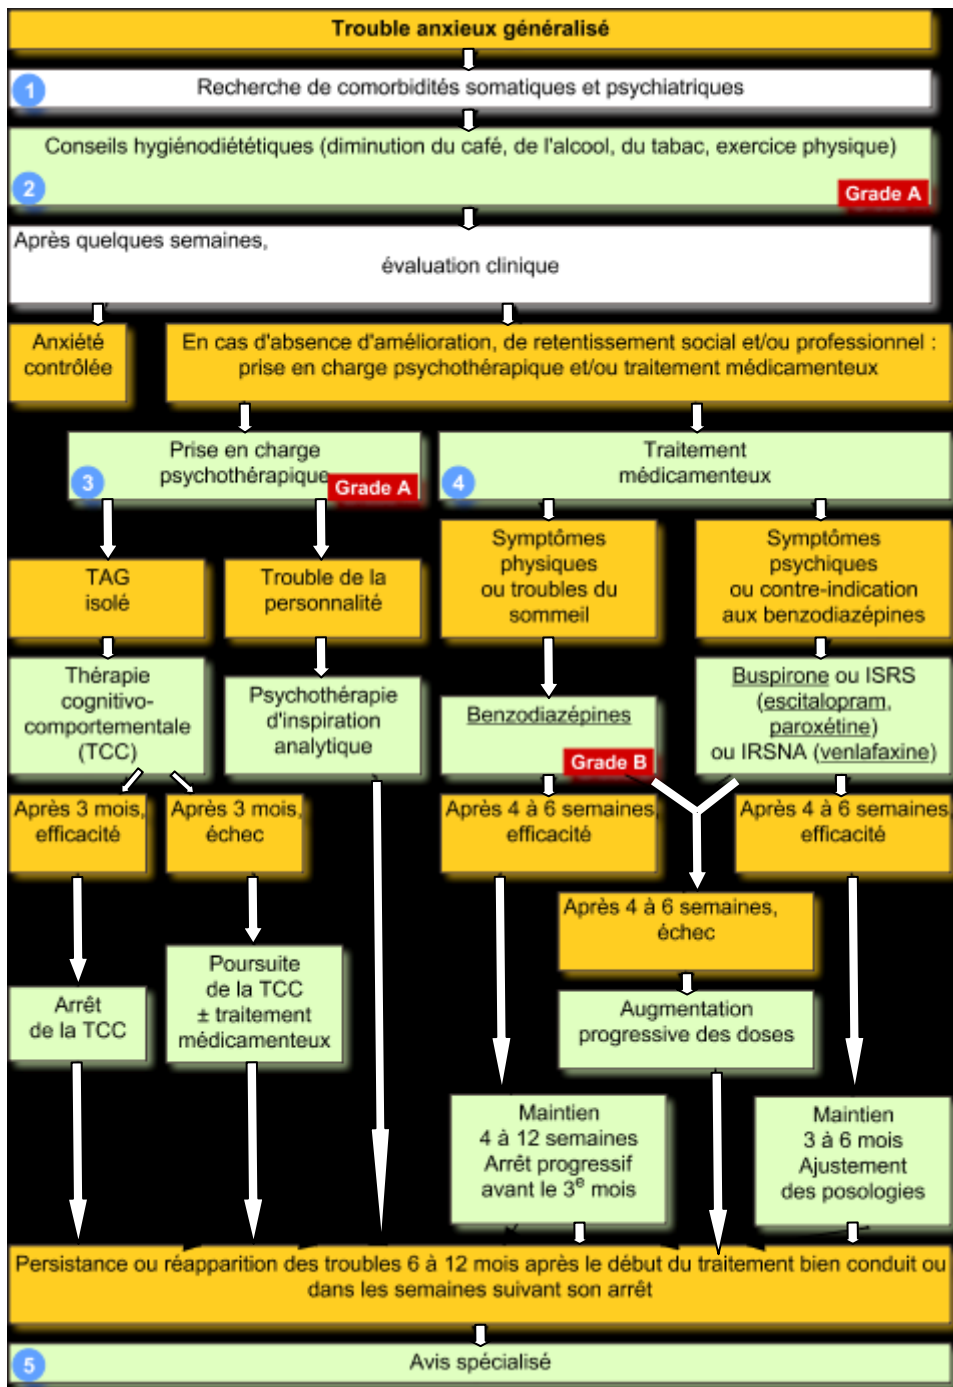 Trouble anxieux généralisé
1
Recherche de comorbidités somatiques et psychiatriques
Conseils hygiénodiététiques (diminution du café, de l'alcool, du tabac, exercice physique)
2
Grade A
Après quelques semaines,
évaluation clinique
Anxiété
contrôlée
En cas d'absence d'amélioration, de retentissement social et/ou professionnel :
prise en charge psychothérapique et/ou traitement médicamenteux
Prise en charge
psychothérapique
3
Grade A
Traitement
médicamenteux
4
TAG
isolé
Trouble de la
personnalité
Symptômes
physiques
ou troubles du
sommeil
Symptômes
psychiques
ou contre-indication
aux benzodiazépines
Thérapie
cognitivo-
comportementale
(TCC)
Psychothérapie
d'inspiration
analytique
Benzodiazépines
Grade B
Buspirone ou ISRS
(escitalopram,
paroxétine)
ou IRSNA (venlafaxine)
Après 3 mois,
efficacité
Après 3 mois,
échec
Après 4 à 6 semaines,
efficacité
Après 4 à 6 semaines,
efficacité
Après 4 à 6 semaines,
échec
Arrêt
de la TCC
Poursuite
de la TCC
± traitement
médicamenteux
Augmentation
progressive des doses
Maintien
4 à 12 semaines
Arrêt progressif
avant le 3e mois
Maintien
3 à 6 mois
Ajustement
des posologies
Persistance ou réapparition des troubles 6 à 12 mois après le début du traitement bien conduit ou
dans les semaines suivant son arrêt
5
Avis spécialisé